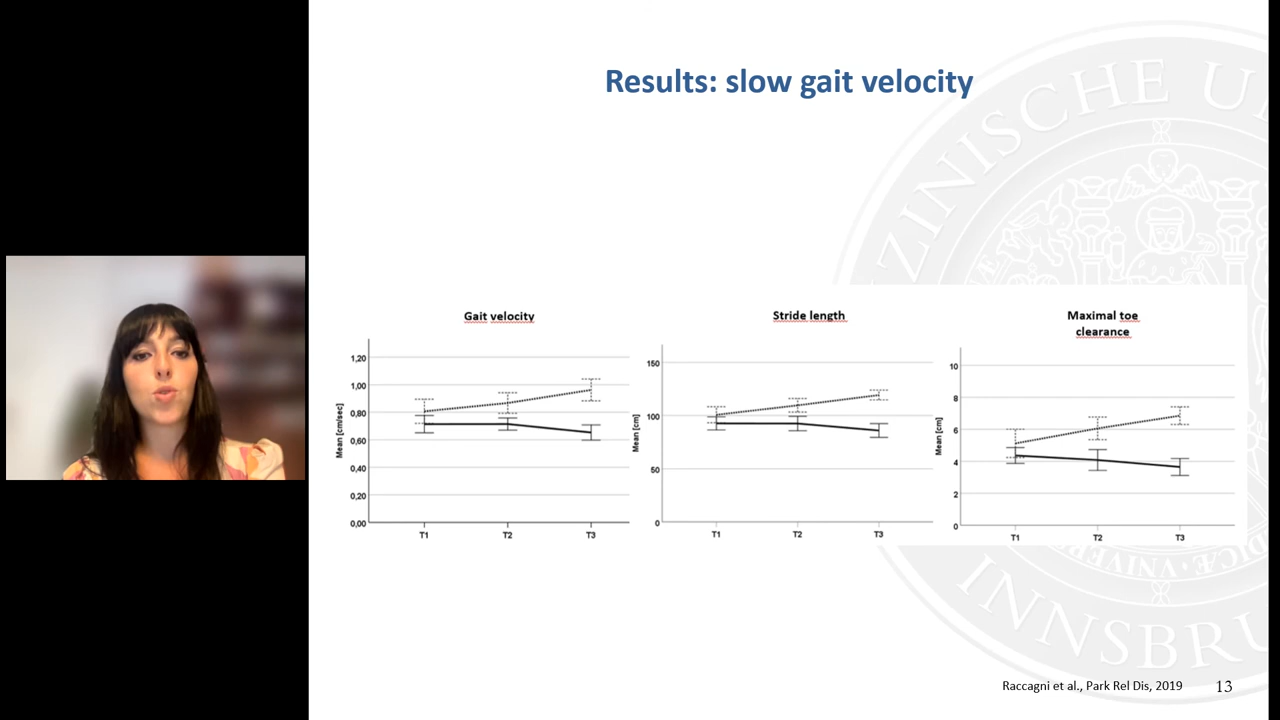 Results: slow gait velocity
Gait velocity
Mean [cm/sec]
1,20
1,00
0,80
0,60
0,40
0,20
0,00
T1 T2 T3
Stride length
Mean [cm]
150
100
50
0
T1 T2 T3
Maximal toe
clearance
Mean [cm]
10
8
6
4
2
0
T1 T2 T3
ZINISCHE U
INNSBRU
Raccagni et al., Park Rel Dis, 2019
13